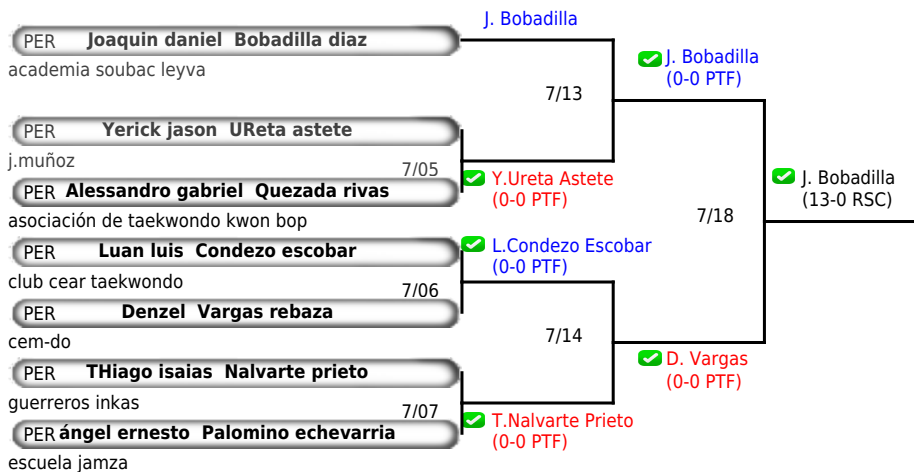 J. Bobadilla
PER Joaquin daniel Bobadilla diaz
academia soubac leyva
J. Bobadilla
(0-0 PTF)
7/13
PER Yerick jason UReta astete
j.muñoz
7/05
Y.Ureta Astete
(0-0 PTF)
PER Alessandro gabriel Quezada rivas
asociación de taekwondo kwon bop
J. Bobadilla
(13-0 RSC)
7/18
PER Luan luis Condezo escobar
club cear taekwondo
L.Condezo Escobar
(0-0 PTF)
7/06
PER Denzel Vargas rebaza
cem-do
7/14
D. Vargas
(0-0 PTF)
PER THiago isaias Nalvarte prieto
guerreros inkas
7/07
T.Nalvarte Prieto
(0-0 PTF)
PER ángel ernesto Palomino echevarria
escuela jamza